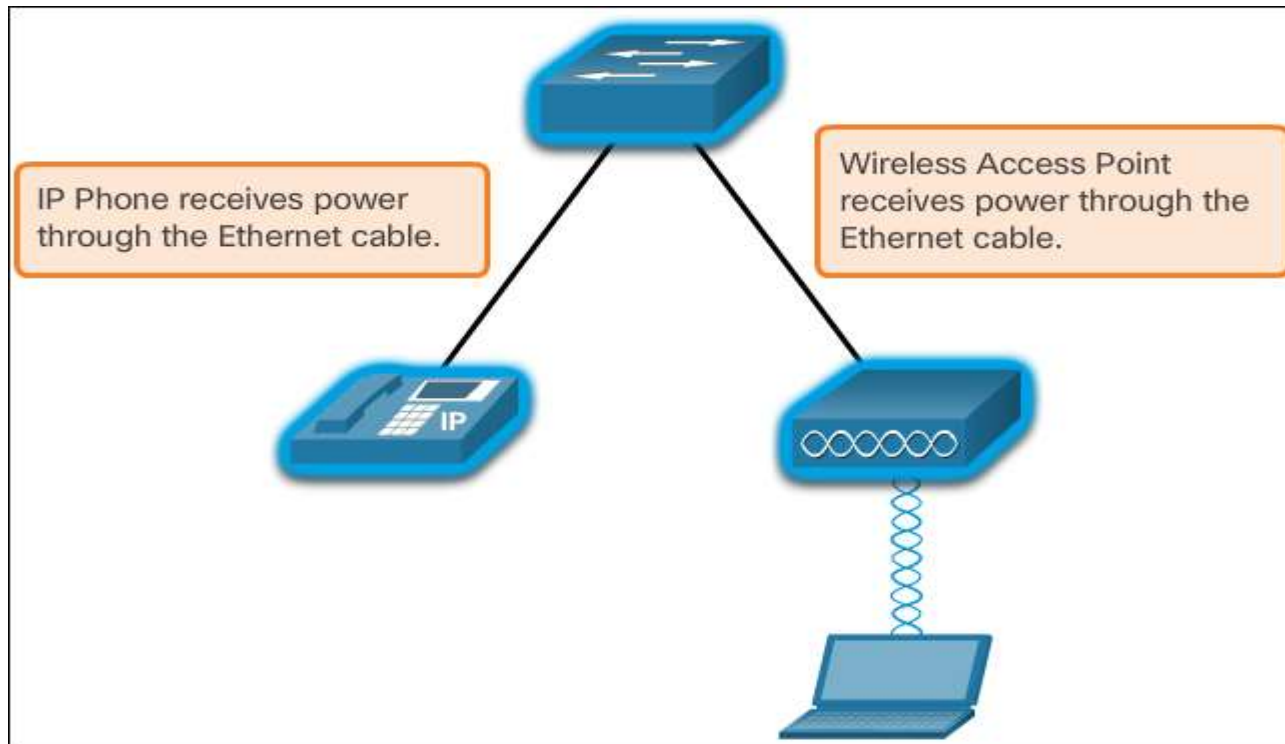 IP Phone receives power
through the Ethernet cable.
Wireless Access Point
receives power through the
Ethernet cable.
IP